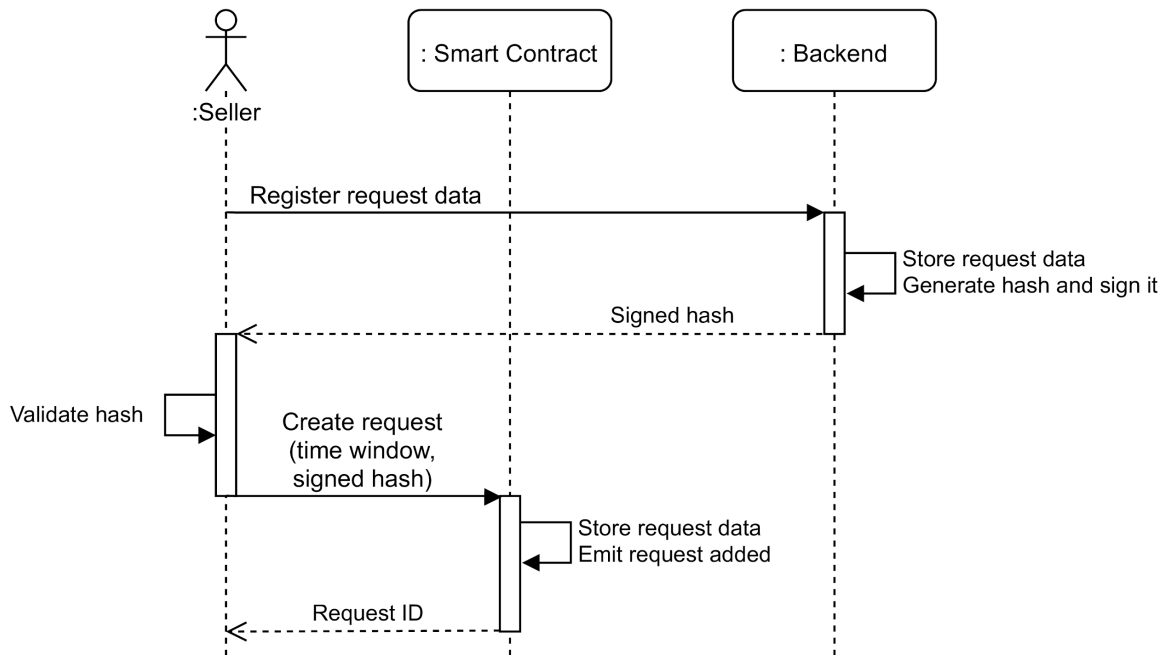 : Smart Contract
: Backend
:Seller
Register request data
Store request data
Generate hash and sign it
Signed hash
Validate hash
Create request
(time window,
signed hash)
Store request data
Emit request added
Request ID